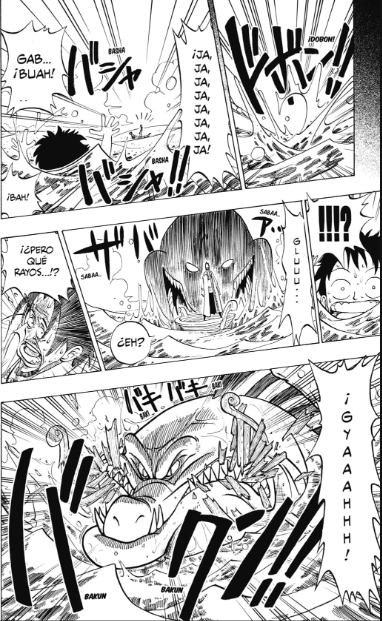 ドボーン!!
¡DOBON!
¡JA,
JA,
JA,
JA,
JA,
JA,
JA,
JA!
BASHA
バシャ
GAB...
¡BUAH!
BASHA
バシャ!!
¡BAH!
!!!?
GLUUU...
SABAA..
ザバァ...
SABAA..
¿EH?
¡¿PERO
QUÉ
RAYOS...!?
¡GYAAAHHH!
バキ
バキ
BAKI
BAKI
バクン!!
BAKUN
BAKUN